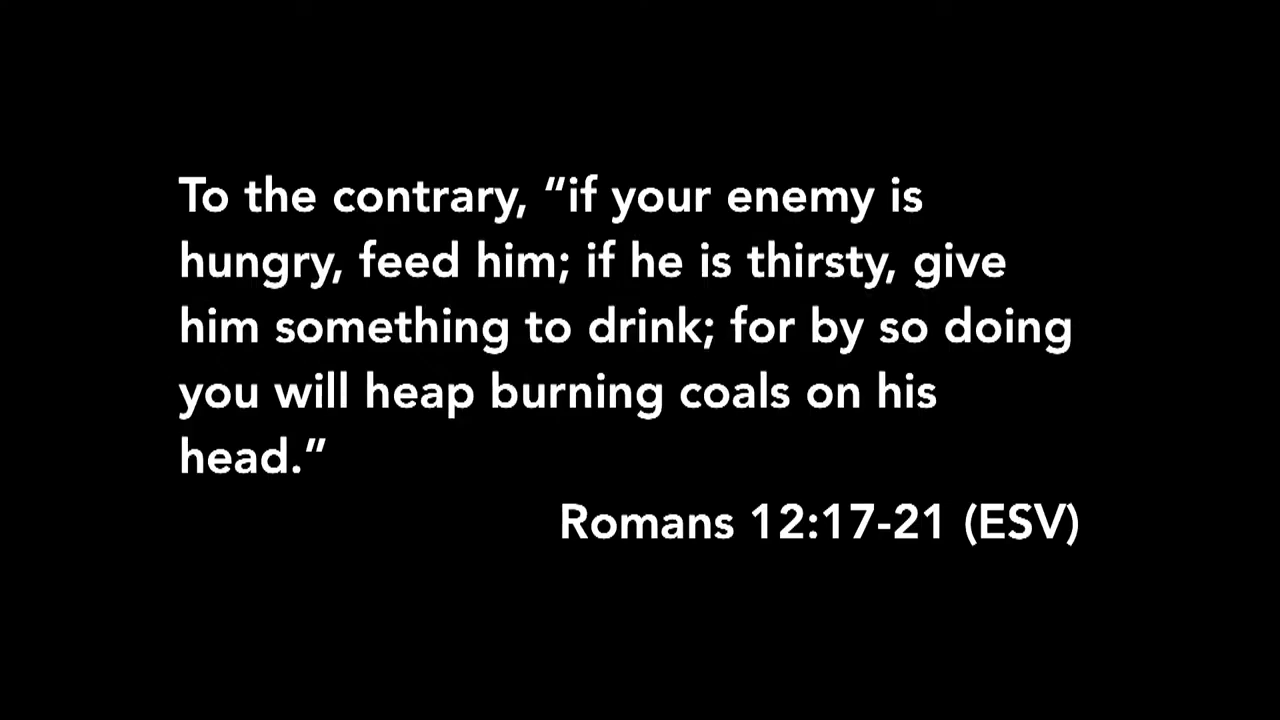 To the contrary, “if your enemy is
hungry, feed him; if he is thirsty, give
him something to drink; for by so doing
you will heap burning coals on his
head.”
Romans 12:17-21 (ESV)